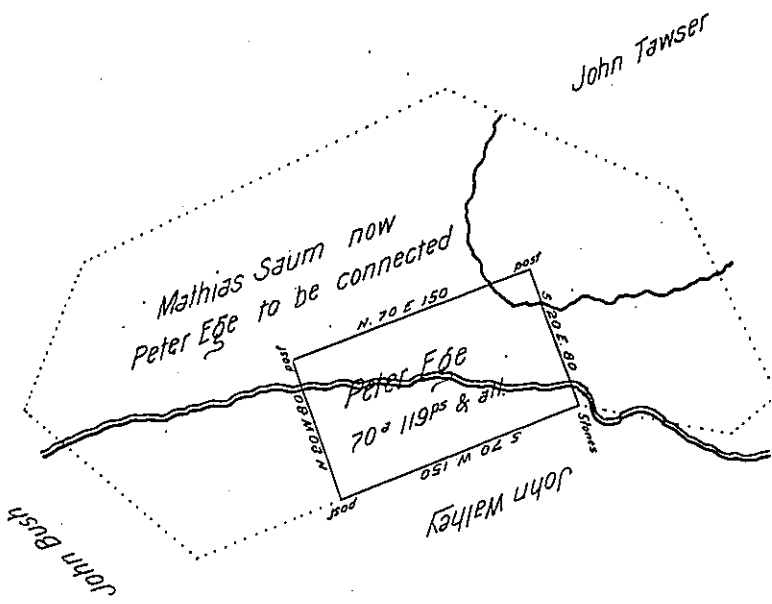 John Tawser
Mathias Saum now
Peter Ege to be connected
post
N. 70 E 150
S 20 E. 80
post
Peter Ege
70a 119ps & all.
N 20 W 80
S 70 W 150
Stones
post
John Walhey
John Bush